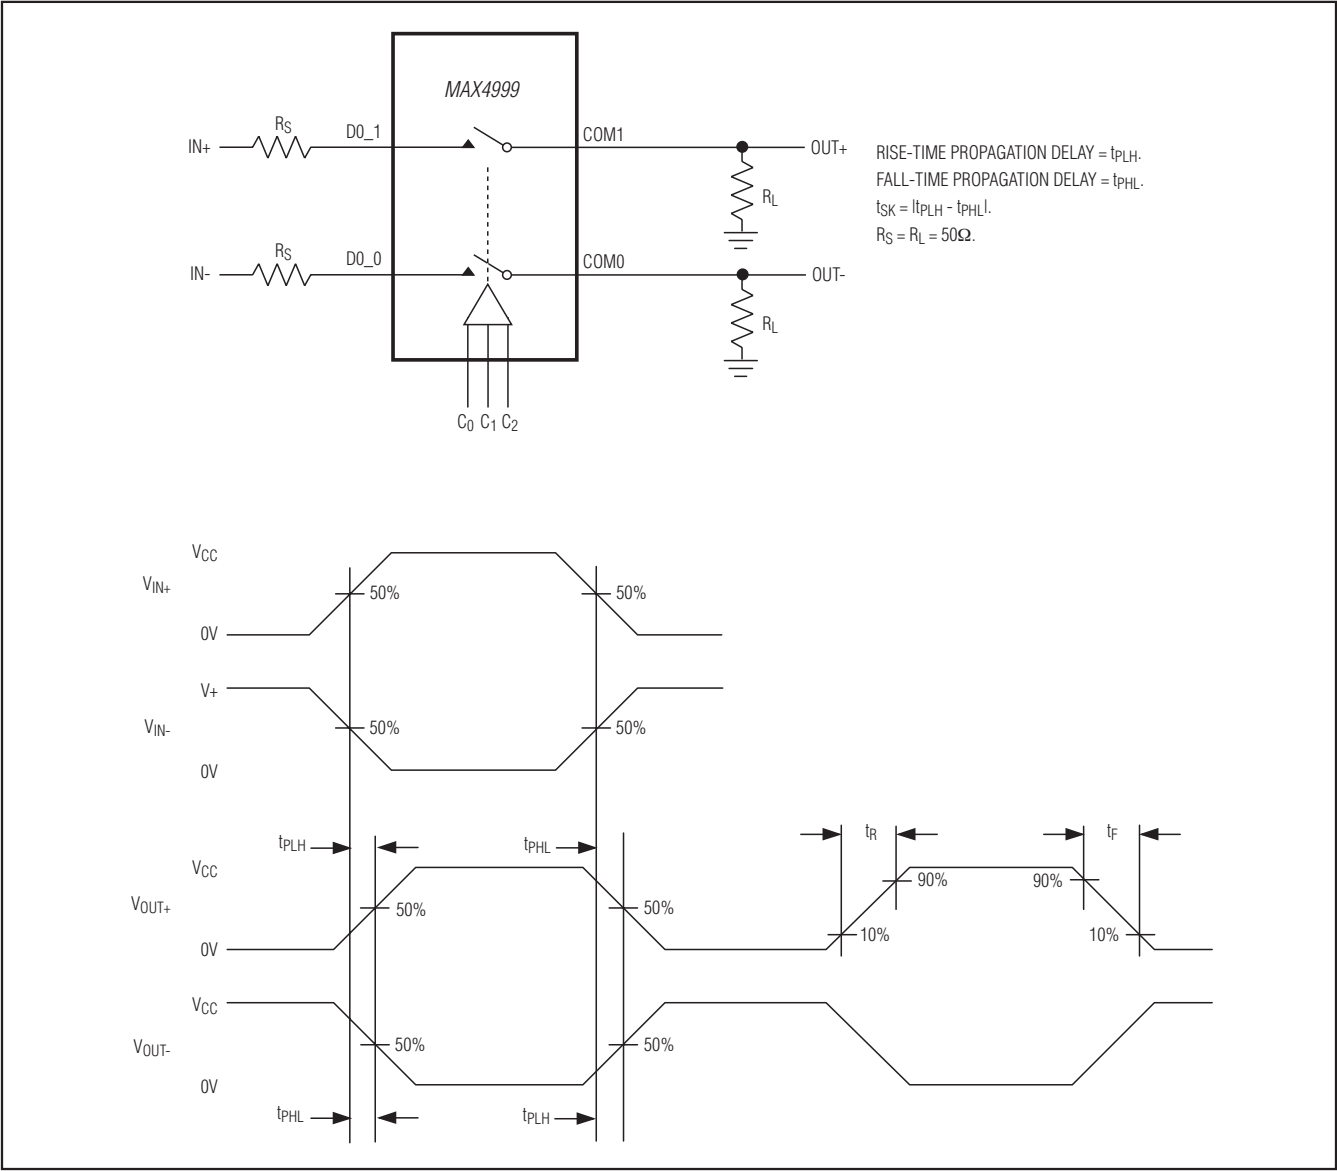 MAX4999
IN+
RS
D0_1
COM1
OUT+
RL
IN-
RS
D0_0
COM0
OUT-
RL
C0 C1 C2
RISE-TIME PROPAGATION DELAY = tPLH.
FALL-TIME PROPAGATION DELAY = tPHL.
tSK = |tPLH - tPHL|.
RS = RL = 50Ω.
VCC
VIN+
50%
50%
0V
V+
VIN-
50%
50%
0V
tPLH
tPHL
tR
tF
VCC
90%
90%
VOUT+
50%
50%
10%
10%
0V
VCC
VOUT-
50%
50%
0V
tPHL
tPLH